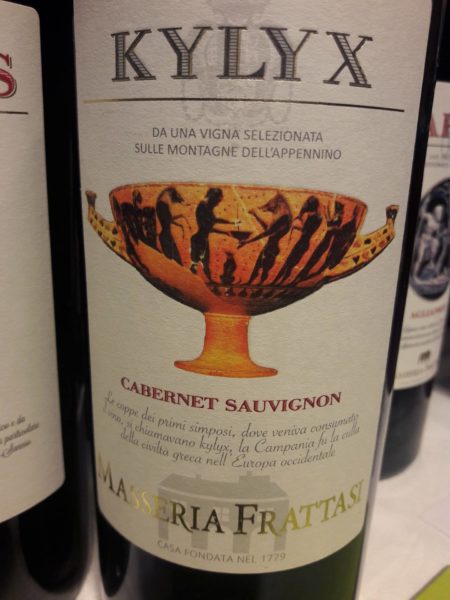 KYLYX
DA UNA VIGNA SELEZIONATA
SULLE MONTAGNE DELL'APPENNINO
CABERNET SAUVIGNON
Le coppe dei primi simposi, dove veniva consumato
il vino, si chiamavano kylyx, la Campania fu la culla
della civiltà greca nell'Europa occidentale
MASSERIA FRATTASI
CASA FONDATA NEL 1779
S